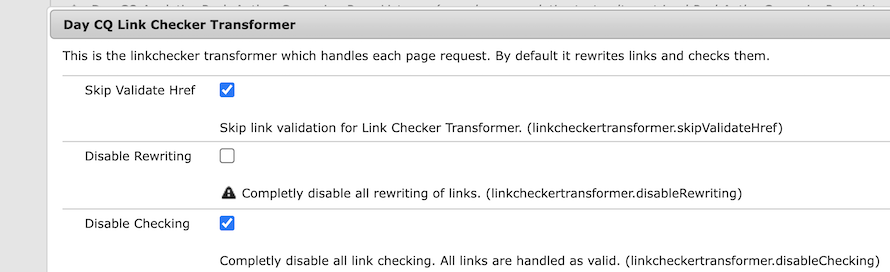 Day CQ Link Checker Transformer
This is the linkchecker transformer which handles each page request. By default it rewrites links and checks them.
Skip Validate Href
Skip link validation for Link Checker Transformer. (linkcheckertransformer.skipValidateHref)
Disable Rewriting
Completly disable all rewriting of links. (linkcheckertransformer.disableRewriting)
Disable Checking
Completly disable all link checking. All links are handled as valid. (linkcheckertransformer.disableChecking)